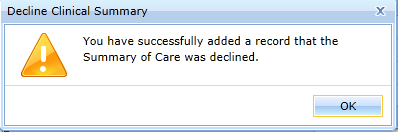 Decline Clinical Summary
You have successfully added a record that the
Summary of Care was declined.
OK